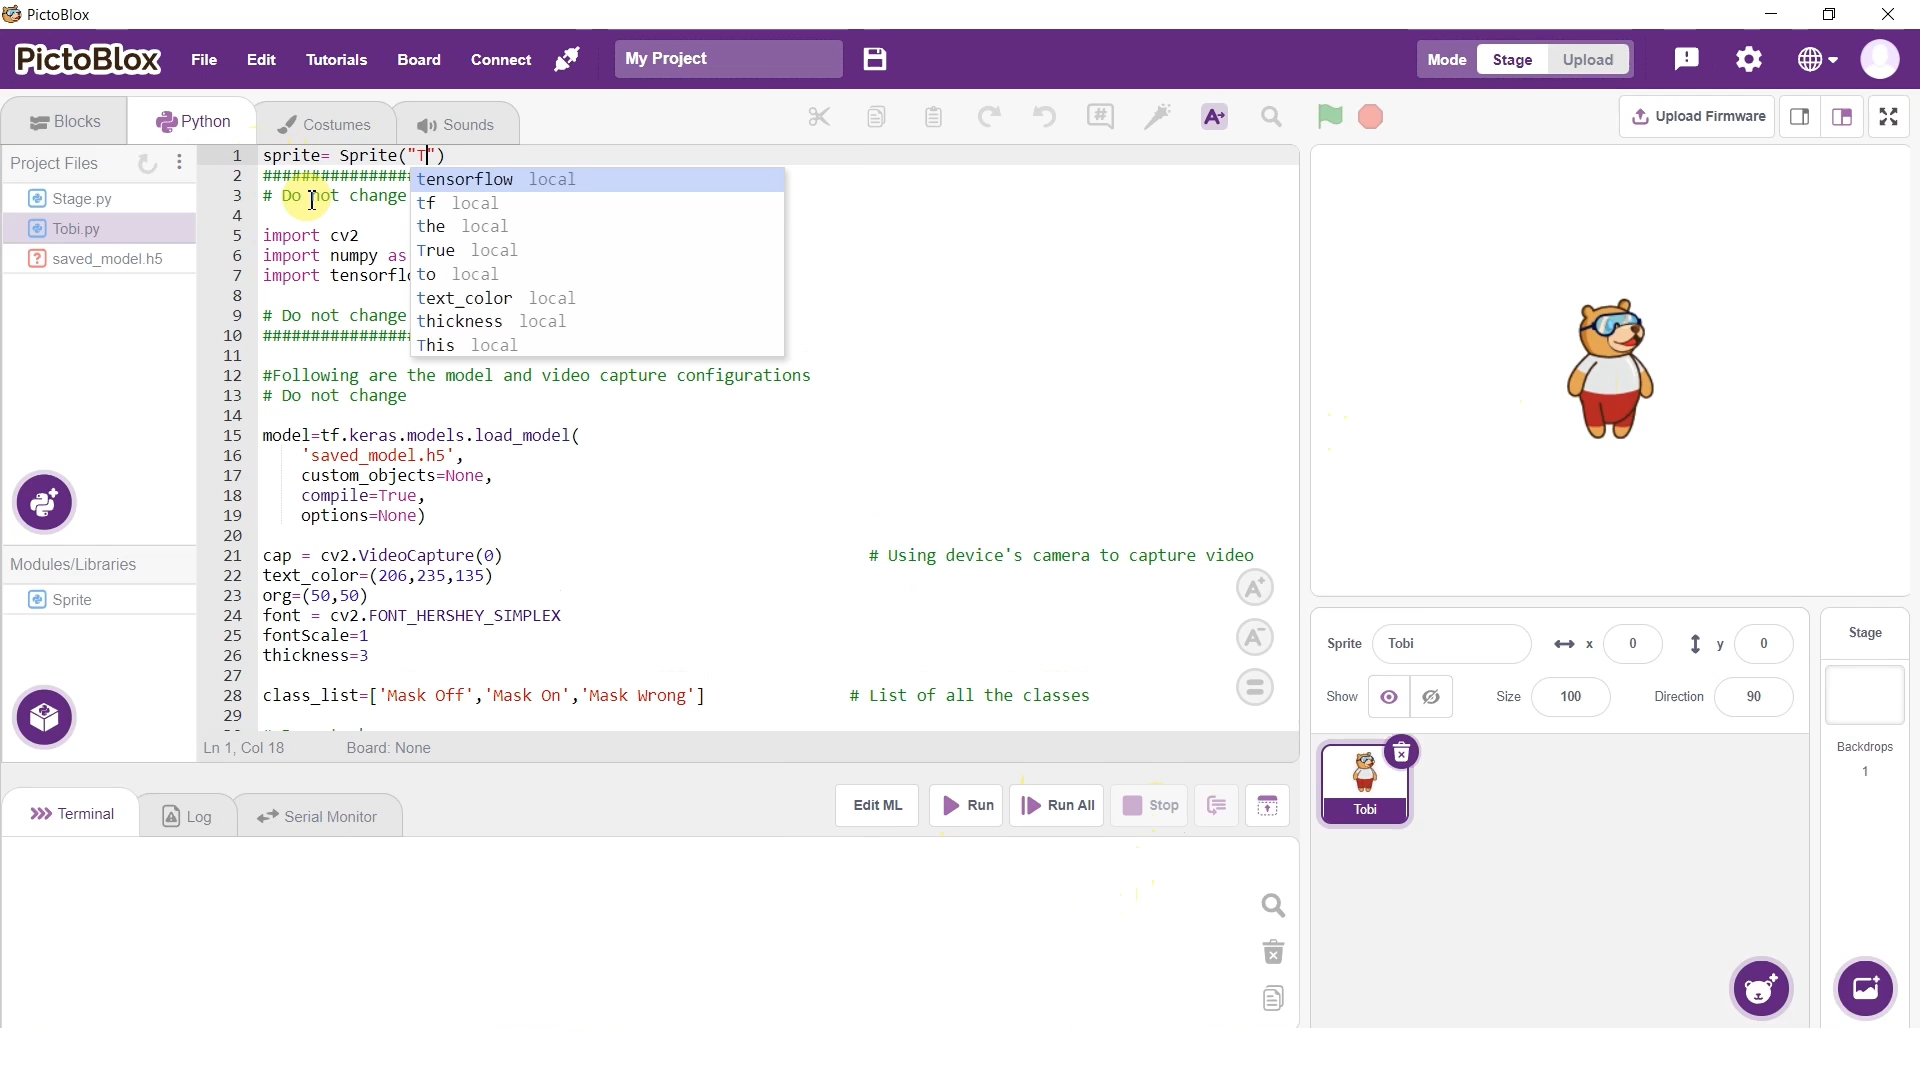 PictoBlox
PictoBlox File Edit Tutorials Board Connect My Project Mode Stage Upload
Blocks Python Costumes Sounds Upload Firmware
Project Files
Stage.py
Tobi.py
saved_model.h5
Modules/Libraries
Sprite
1 sprite= Sprite("T")
2 ################
3 # Do not change
4
5 import cv2
6 import numpy as
7 import tensorflo
8
9 # Do not change
10 ################
11
12 #Following are the model and video capture configurations
13 # Do not change
14
15 model=tf.keras.models.load_model(
16 'saved_model.h5',
17 custom_objects=None,
18 compile=True,
19 options=None)
20
21 cap = cv2.VideoCapture(0) # Using device's camera to capture video
22 text_color=(206,235,135)
23 org=(50,50)
24 font = cv2.FONT_HERSHEY_SIMPLEX
25 fontScale=1
26 thickness=3
27
28 class_list=['Mask Off','Mask On','Mask Wrong'] # List of all the classes
29
tensorflow local
tf local
the local
True local
to local
text_color local
thickness local
This local
Ln 1, Col 18 Board: None
Terminal Log Serial Monitor Edit ML Run Run All Stop
Sprite Tobi x 0 y 0
Show Size 100 Direction 90
Tobi
Stage
Backdrops
1